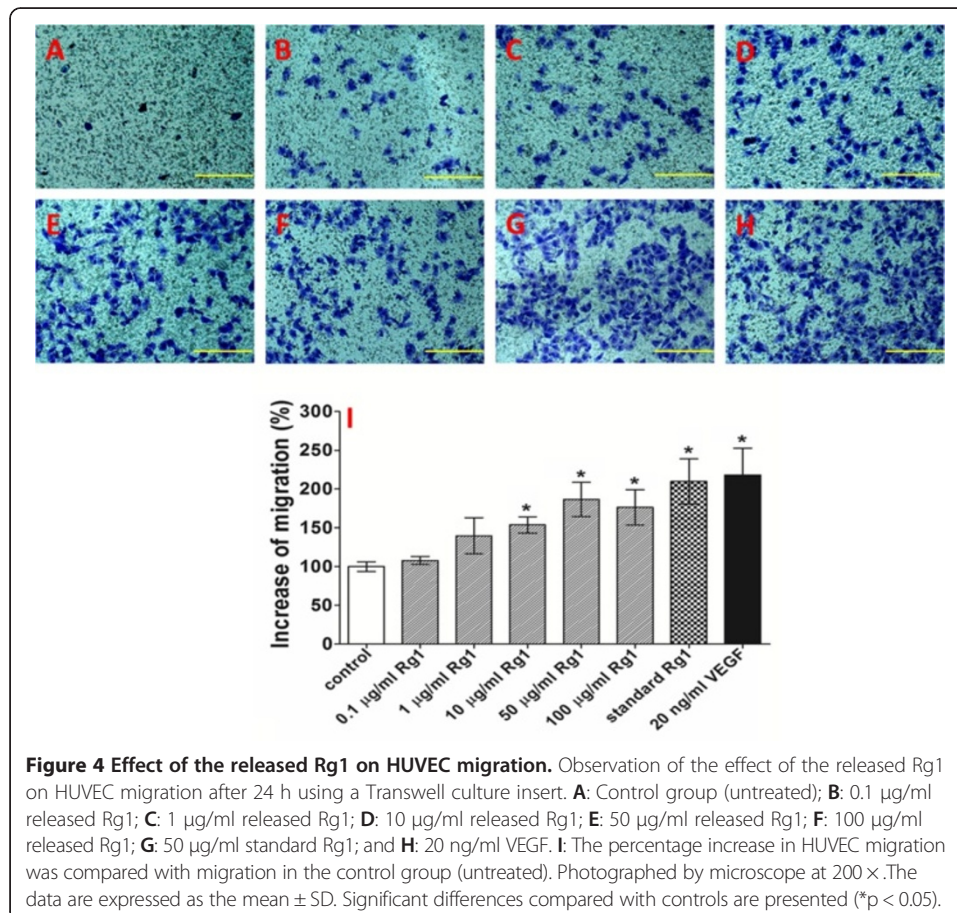 A B C D
E F G H
I
Increase of migration (%)
300
250
200
150
100
50
0
* * * * *
control
0.1 µg/ml Rg1
1 µg/ml Rg1
10 µg/ml Rg1
50 µg/ml Rg1
100 µg/ml Rg1
standard Rg1
20 ng/ml VEGF
Figure 4 Effect of the released Rg1 on HUVEC migration. Observation of the effect of the released Rg1
on HUVEC migration after 24 h using a Transwell culture insert. A: Control group (untreated); B: 0.1 µg/ml
released Rg1; C: 1 µg/ml released Rg1; D: 10 µg/ml released Rg1; E: 50 µg/ml released Rg1; F: 100 µg/ml
released Rg1; G: 50 µg/ml standard Rg1; and H: 20 ng/ml VEGF. I: The percentage increase in HUVEC migration
was compared with migration in the control group (untreated). Photographed by microscope at 200 ×.The
data are expressed as the mean ± SD. Significant differences compared with controls are presented (*p < 0.05).